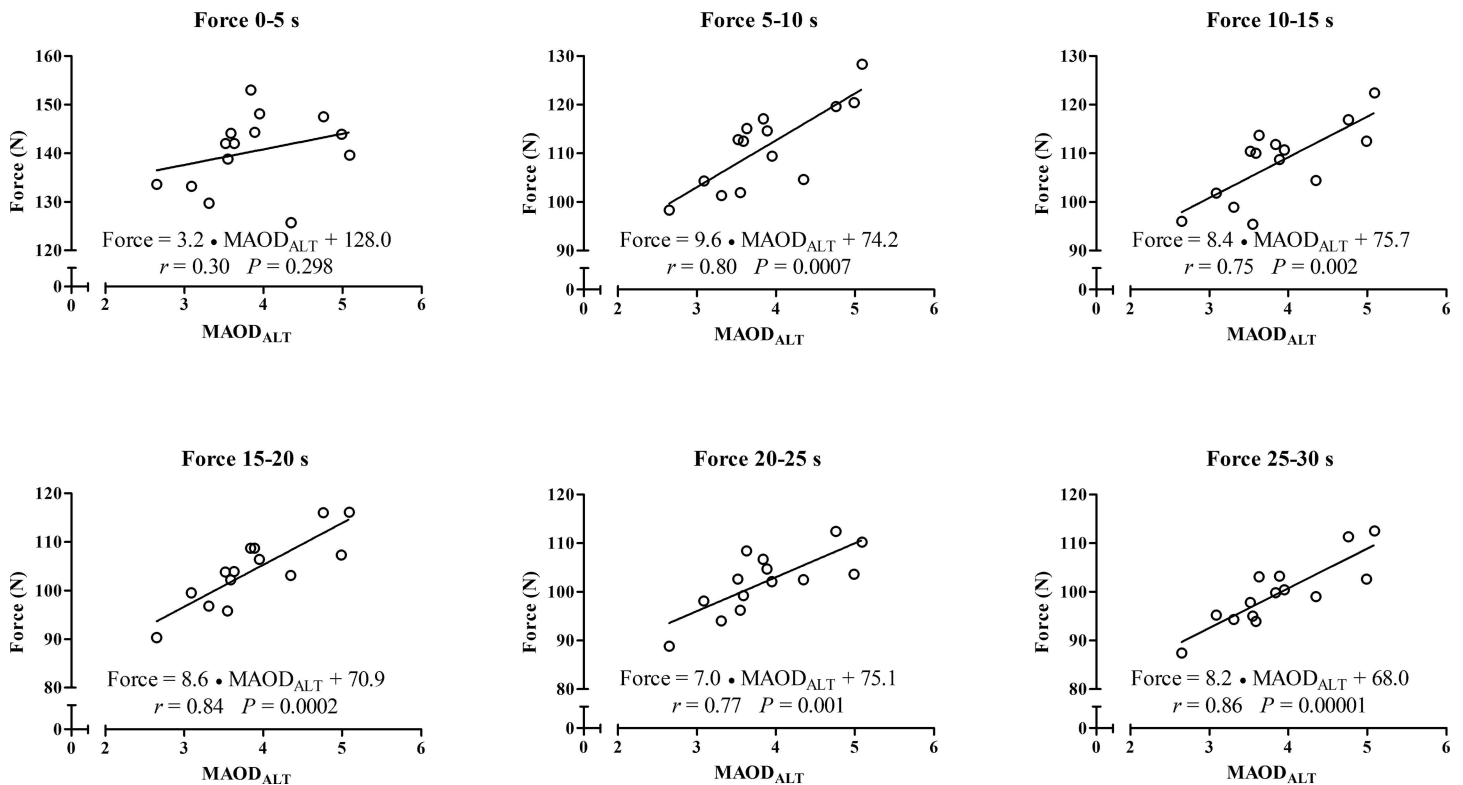 Force 0-5 s
Force (N)
160
150
140
130
120
0
Force = 3.2 • MAOD_ALT + 128.0
r = 0.30 P = 0.298
0 2 3 4 5 6
MAOD_ALT
Force 5-10 s
Force (N)
130
120
110
100
90
0
Force = 9.6 • MAOD_ALT + 74.2
r = 0.80 P = 0.0007
0 2 3 4 5 6
MAOD_ALT
Force 10-15 s
Force (N)
130
120
110
100
90
0
Force = 8.4 • MAOD_ALT + 75.7
r = 0.75 P = 0.002
0 2 3 4 5 6
MAOD_ALT
Force 15-20 s
Force (N)
120
110
100
90
80
0
Force = 8.6 • MAOD_ALT + 70.9
r = 0.84 P = 0.0002
0 2 3 4 5 6
MAOD_ALT
Force 20-25 s
Force (N)
120
110
100
90
80
0
Force = 7.0 • MAOD_ALT + 75.1
r = 0.77 P = 0.001
0 2 3 4 5 6
MAOD_ALT
Force 25-30 s
Force (N)
120
110
100
90
80
0
Force = 8.2 • MAOD_ALT + 68.0
r = 0.86 P = 0.00001
0 2 3 4 5 6
MAOD_ALT